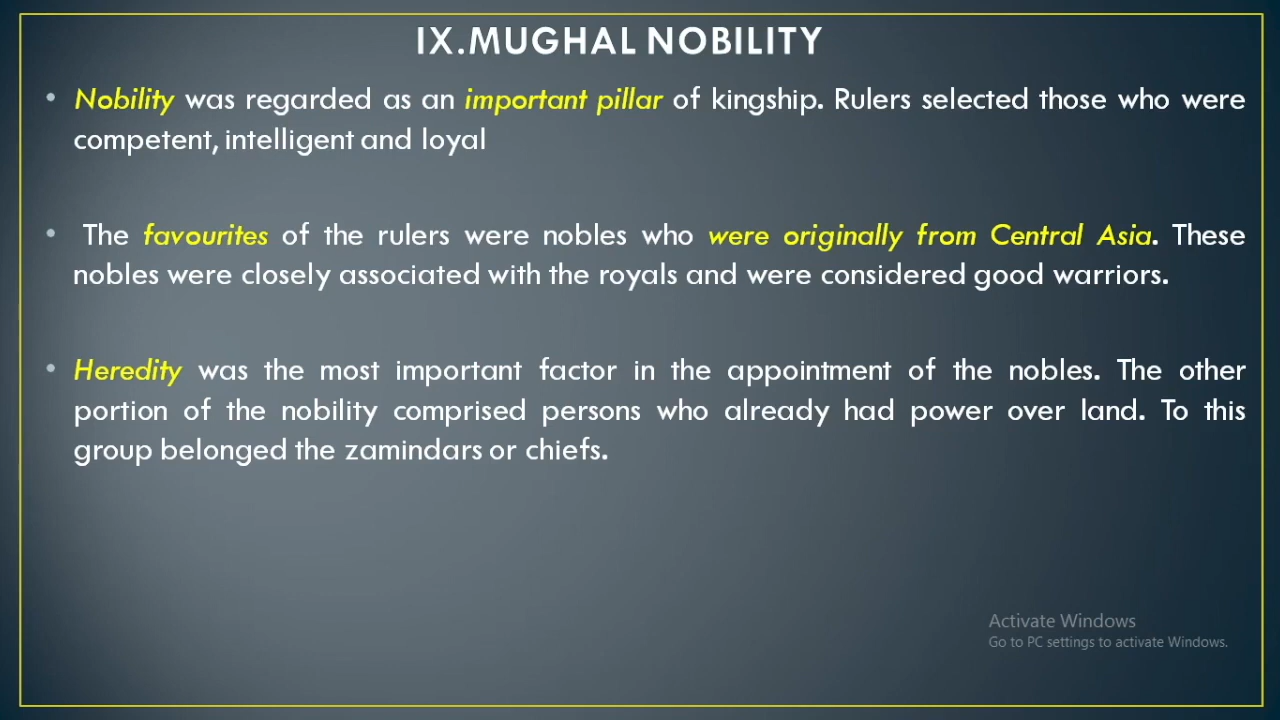 IX.MUGHAL NOBILITY
• Nobility was regarded as an important pillar of kingship. Rulers selected those who were
competent, intelligent and loyal
• The favourites of the rulers were nobles who were originally from Central Asia. These
nobles were closely associated with the royals and were considered good warriors.
• Heredity was the most important factor in the appointment of the nobles. The other
portion of the nobility comprised persons who already had power over land. To this
group belonged the zamindars or chiefs.
Activate Windows
Go to PC settings to activate Windows.